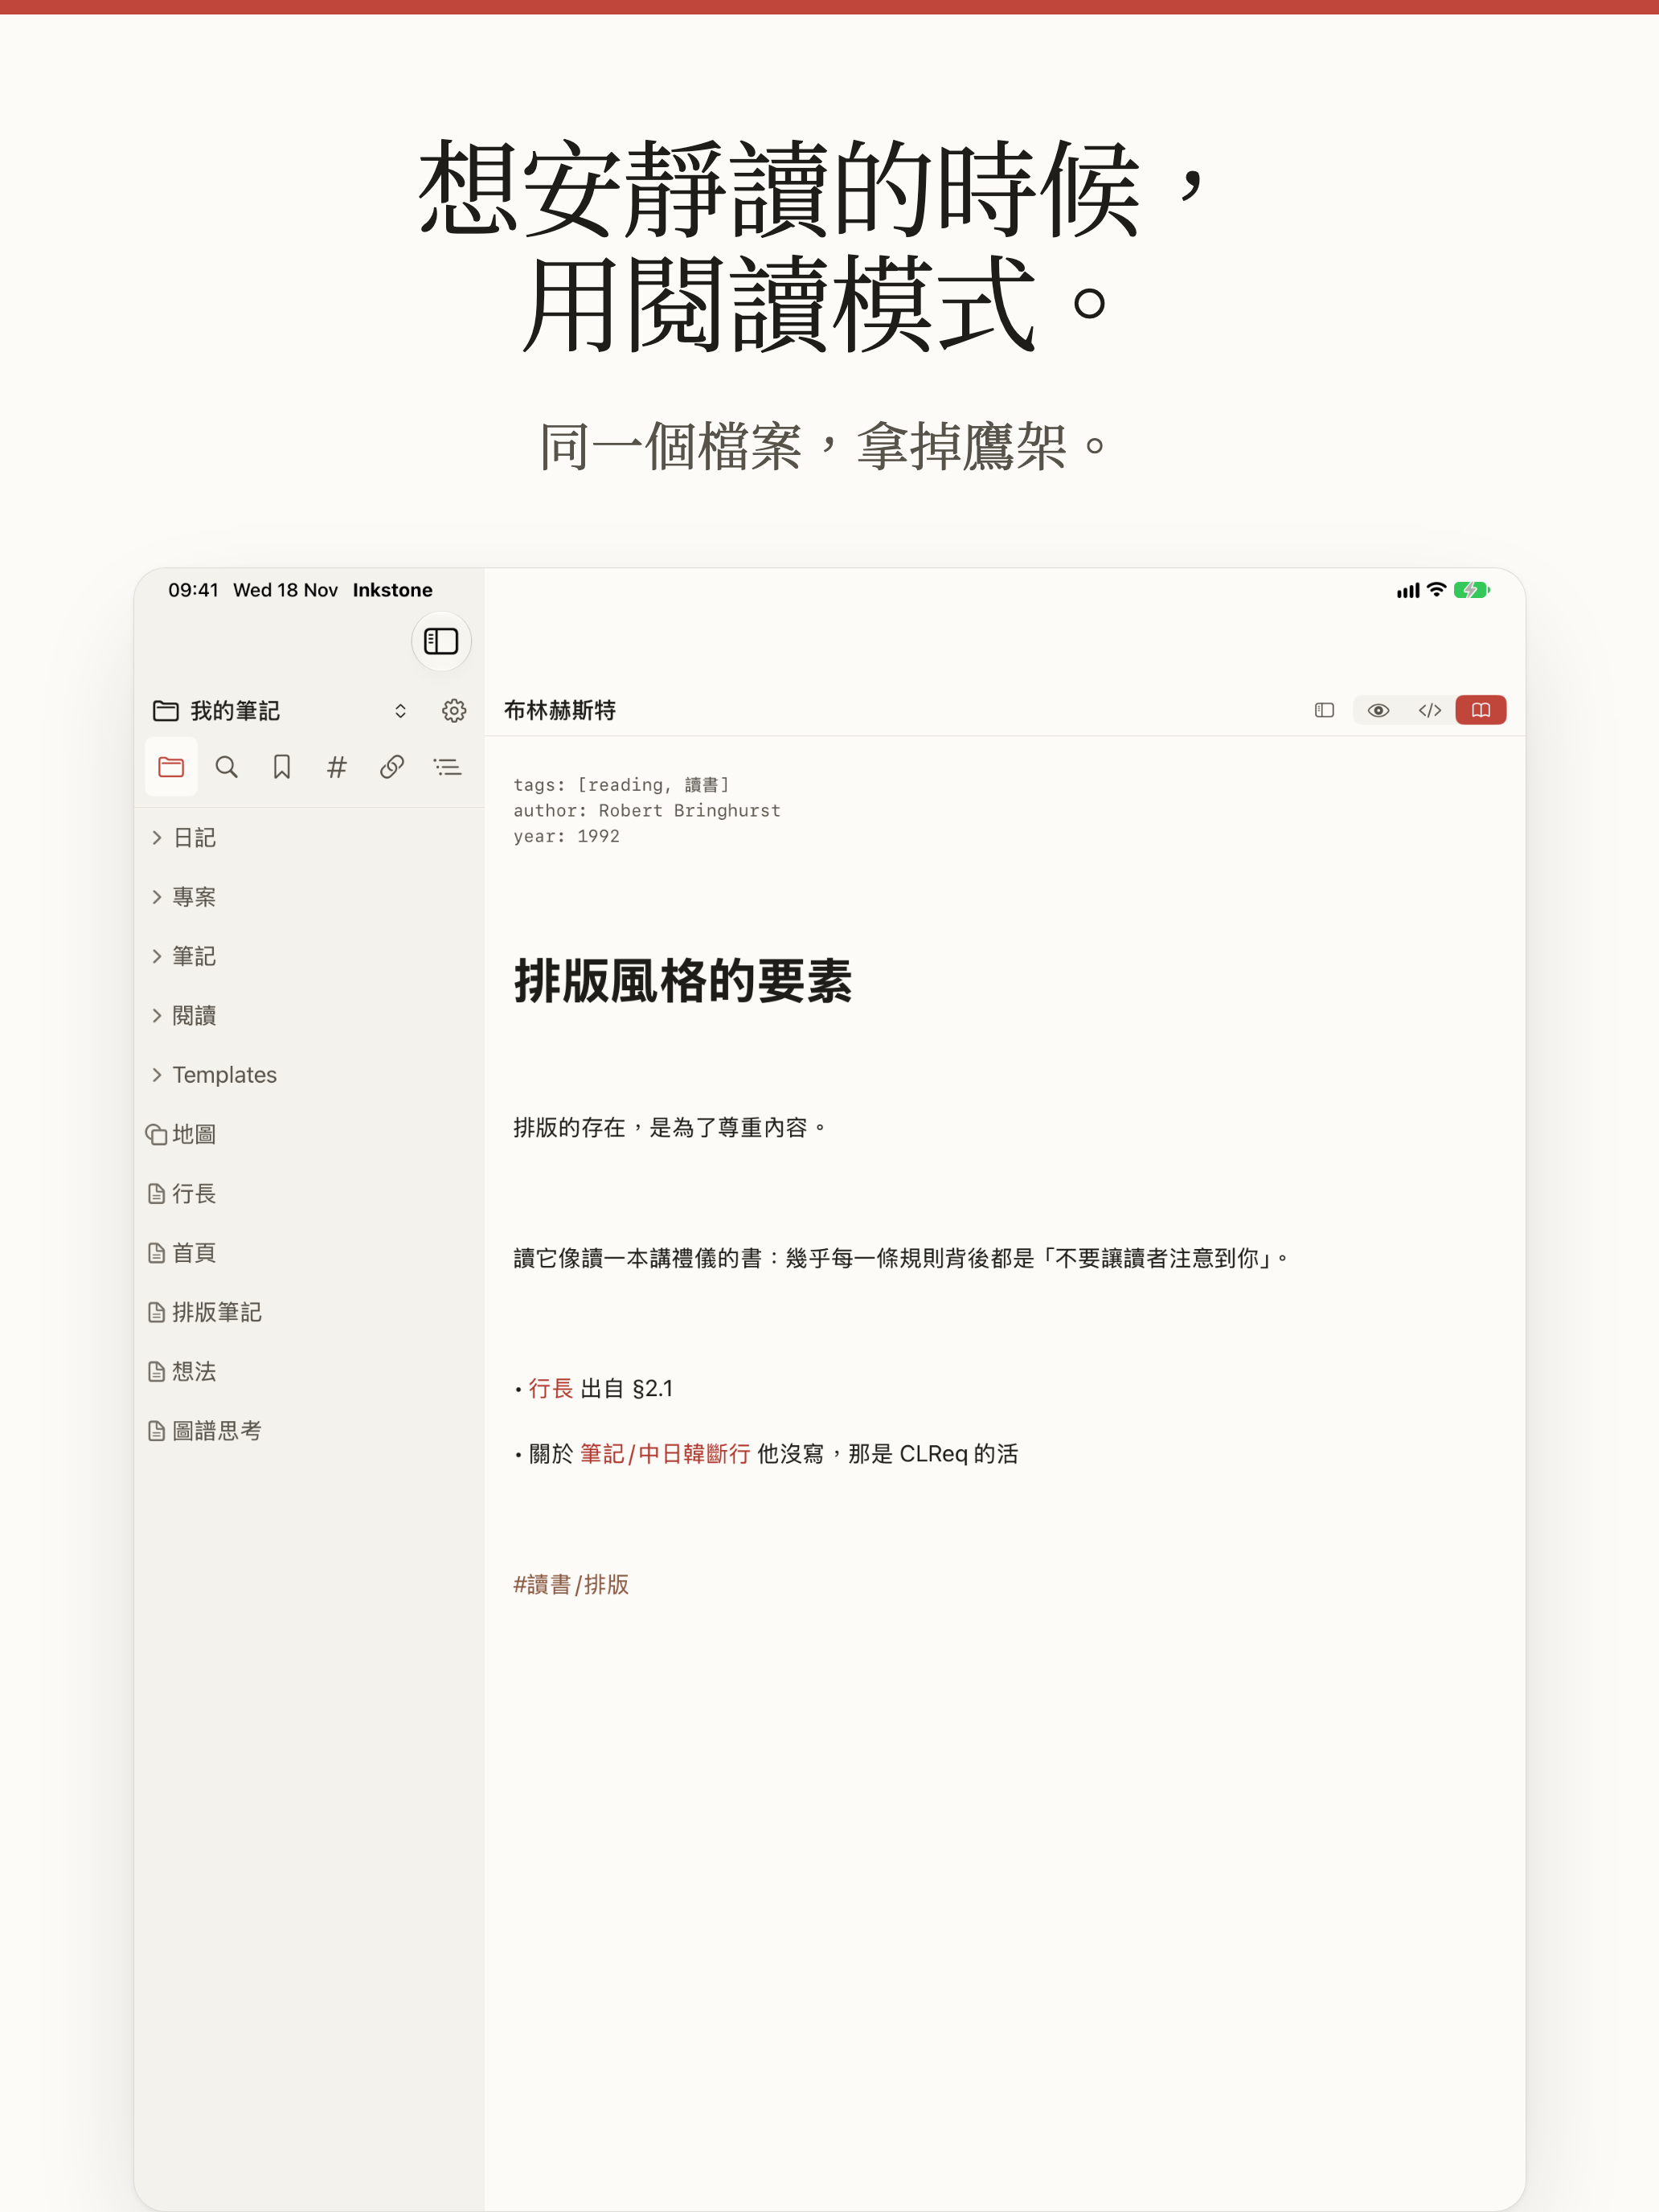 想安靜讀的時候，
用閱讀模式。
同一個檔案，拿掉鷹架。
09:41 Wed 18 Nov Inkstone
我的筆記
布林赫斯特
日記
專案
筆記
閱讀
Templates
地圖
行長
首頁
排版筆記
想法
圖譜思考
tags: [reading, 讀書]
author: Robert Bringhurst
year: 1992
排版風格的要素
排版的存在，是為了尊重內容。
讀它像讀一本講禮儀的書：幾乎每一條規則背後都是「不要讓讀者注意到你」。
• 行長 出自 §2.1
• 關於 筆記/中日韓斷行 他沒寫，那是 CLReq 的活
#讀書/排版